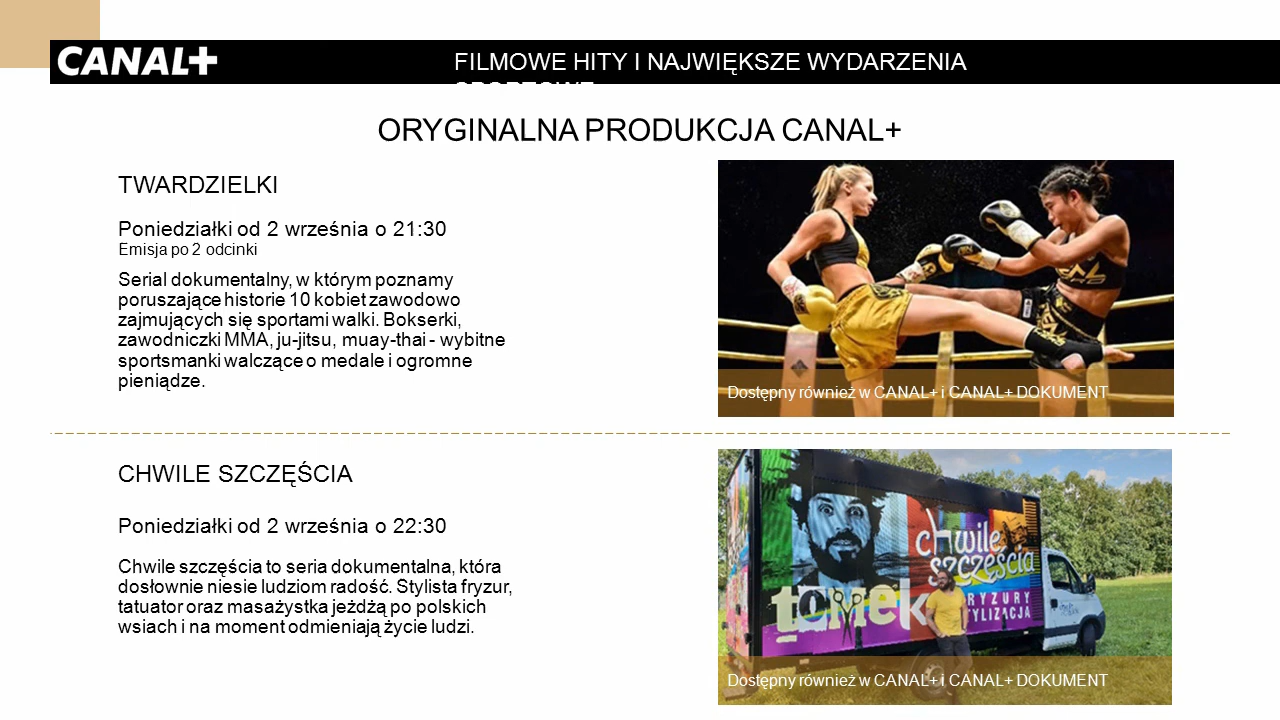 CANAL+
FILMOWE HITY I NAJWIĘKSZE WYDARZENIA
ORYGINALNA PRODUKCJA CANAL+
TWARDZIELKI
Poniedziałki od 2 września o 21:30
Emisja po 2 odcinki
Serial dokumentalny, w którym poznamy
poruszające historie 10 kobiet zawodowo
zajmujących się sportami walki. Bokserki,
zawodniczki MMA, ju-jitsu, muay-thai - wybitne
sportsmanki walczące o medale i ogromne
pieniądze.
Dostępny również w CANAL+ i CANAL+ DOKUMENT
CHWILE SZCZĘŚCIA
Poniedziałki od 2 września o 22:30
Chwile szczęścia to seria dokumentalna, która
dosłownie niesie ludziom radość. Stylista fryzur,
tatuator oraz masażystka jeżdżą po polskich
wsiach i na moment odmieniają życie ludzi.
chwile
szczęścia
tomek
RYZURY
TYLIZACJA
Dostępny również w CANAL+ i CANAL+ DOKUMENT